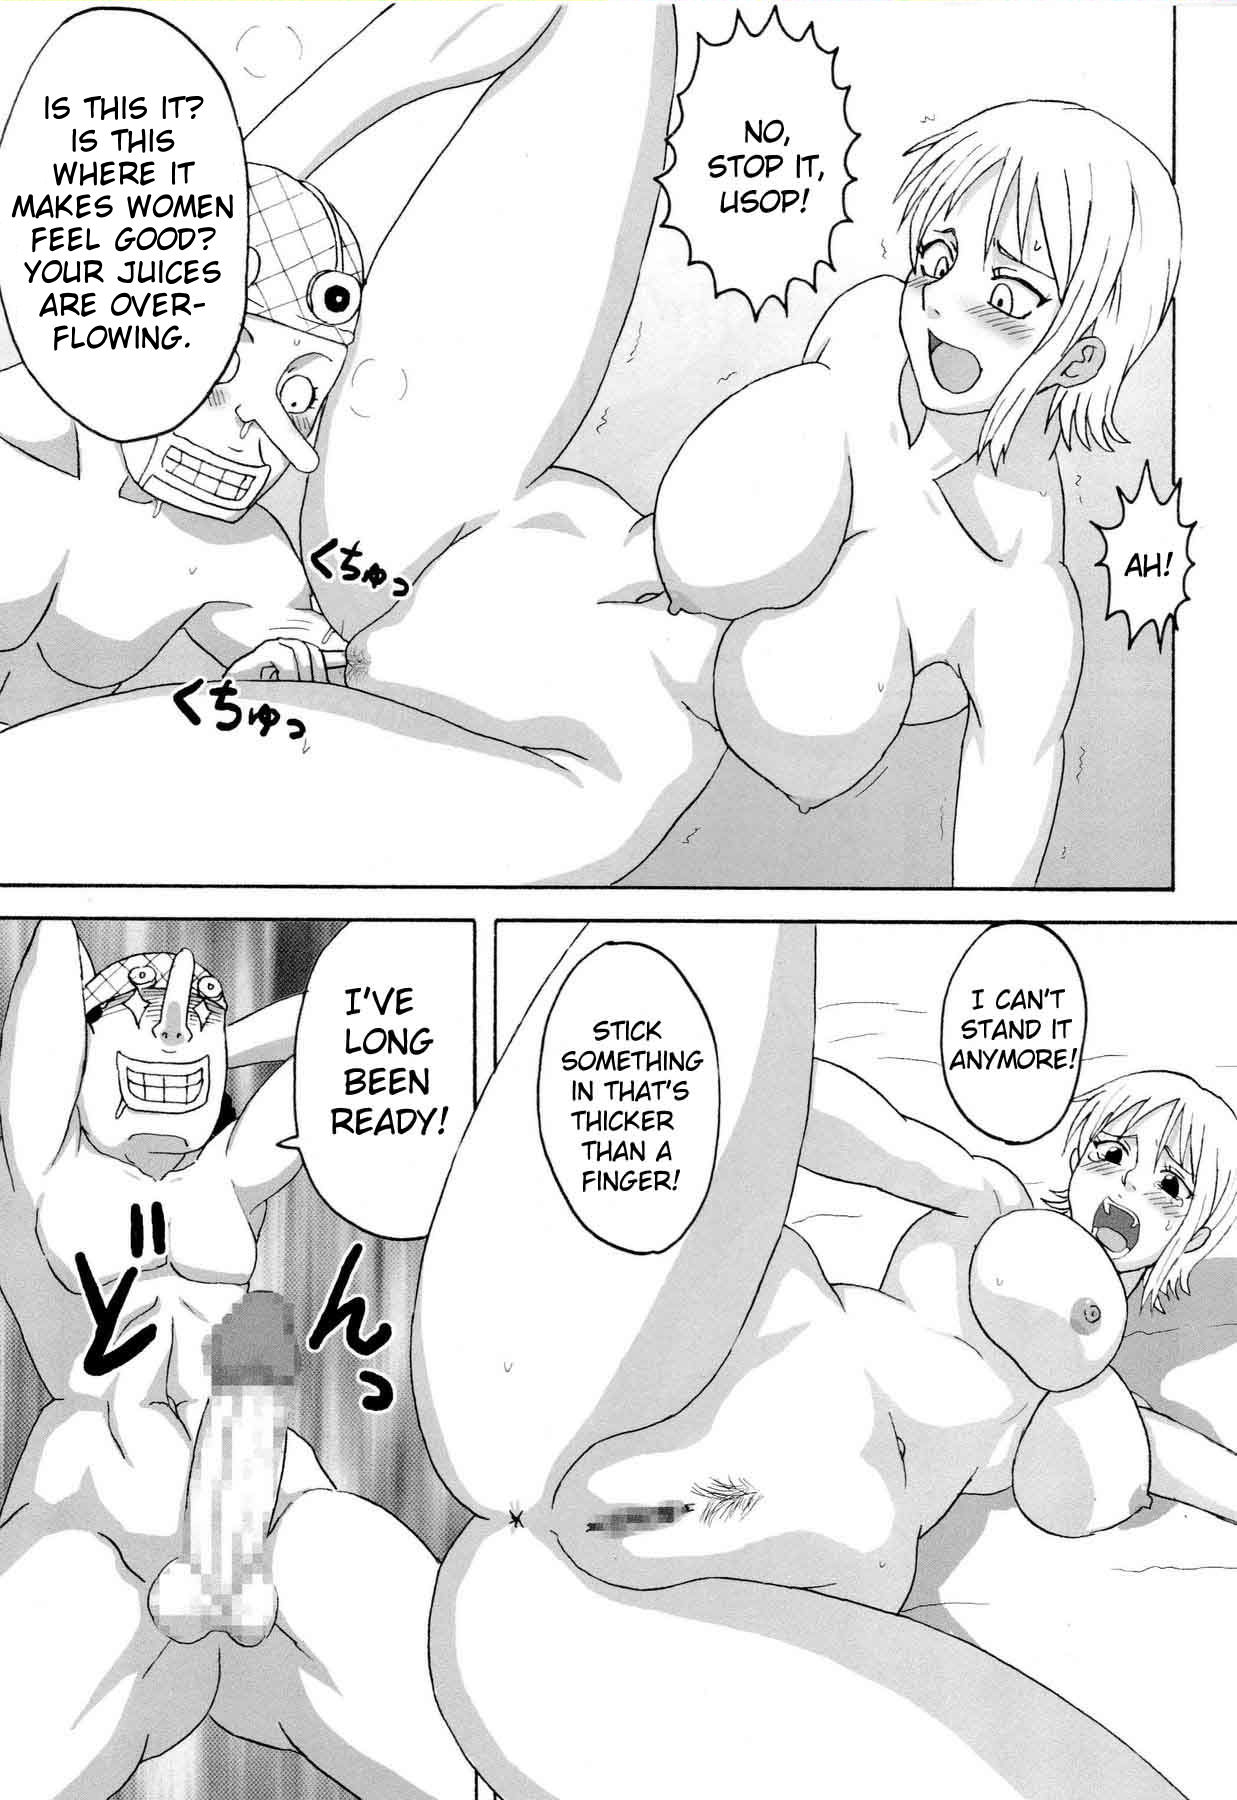 NO,
STOP IT,
USOP!
IS THIS IT?
IS THIS
WHERE IT
MAKES WOMEN
FEEL GOOD?
YOUR JUICES
ARE OVER-
FLOWING.
AH!
くちゅっ
くちゅっ
I CAN'T
STAND IT
ANYMORE!
STICK
SOMETHING
IN THAT'S
THICKER
THAN A
FINGER!
I'VE
LONG
BEEN
READY!
どんっ